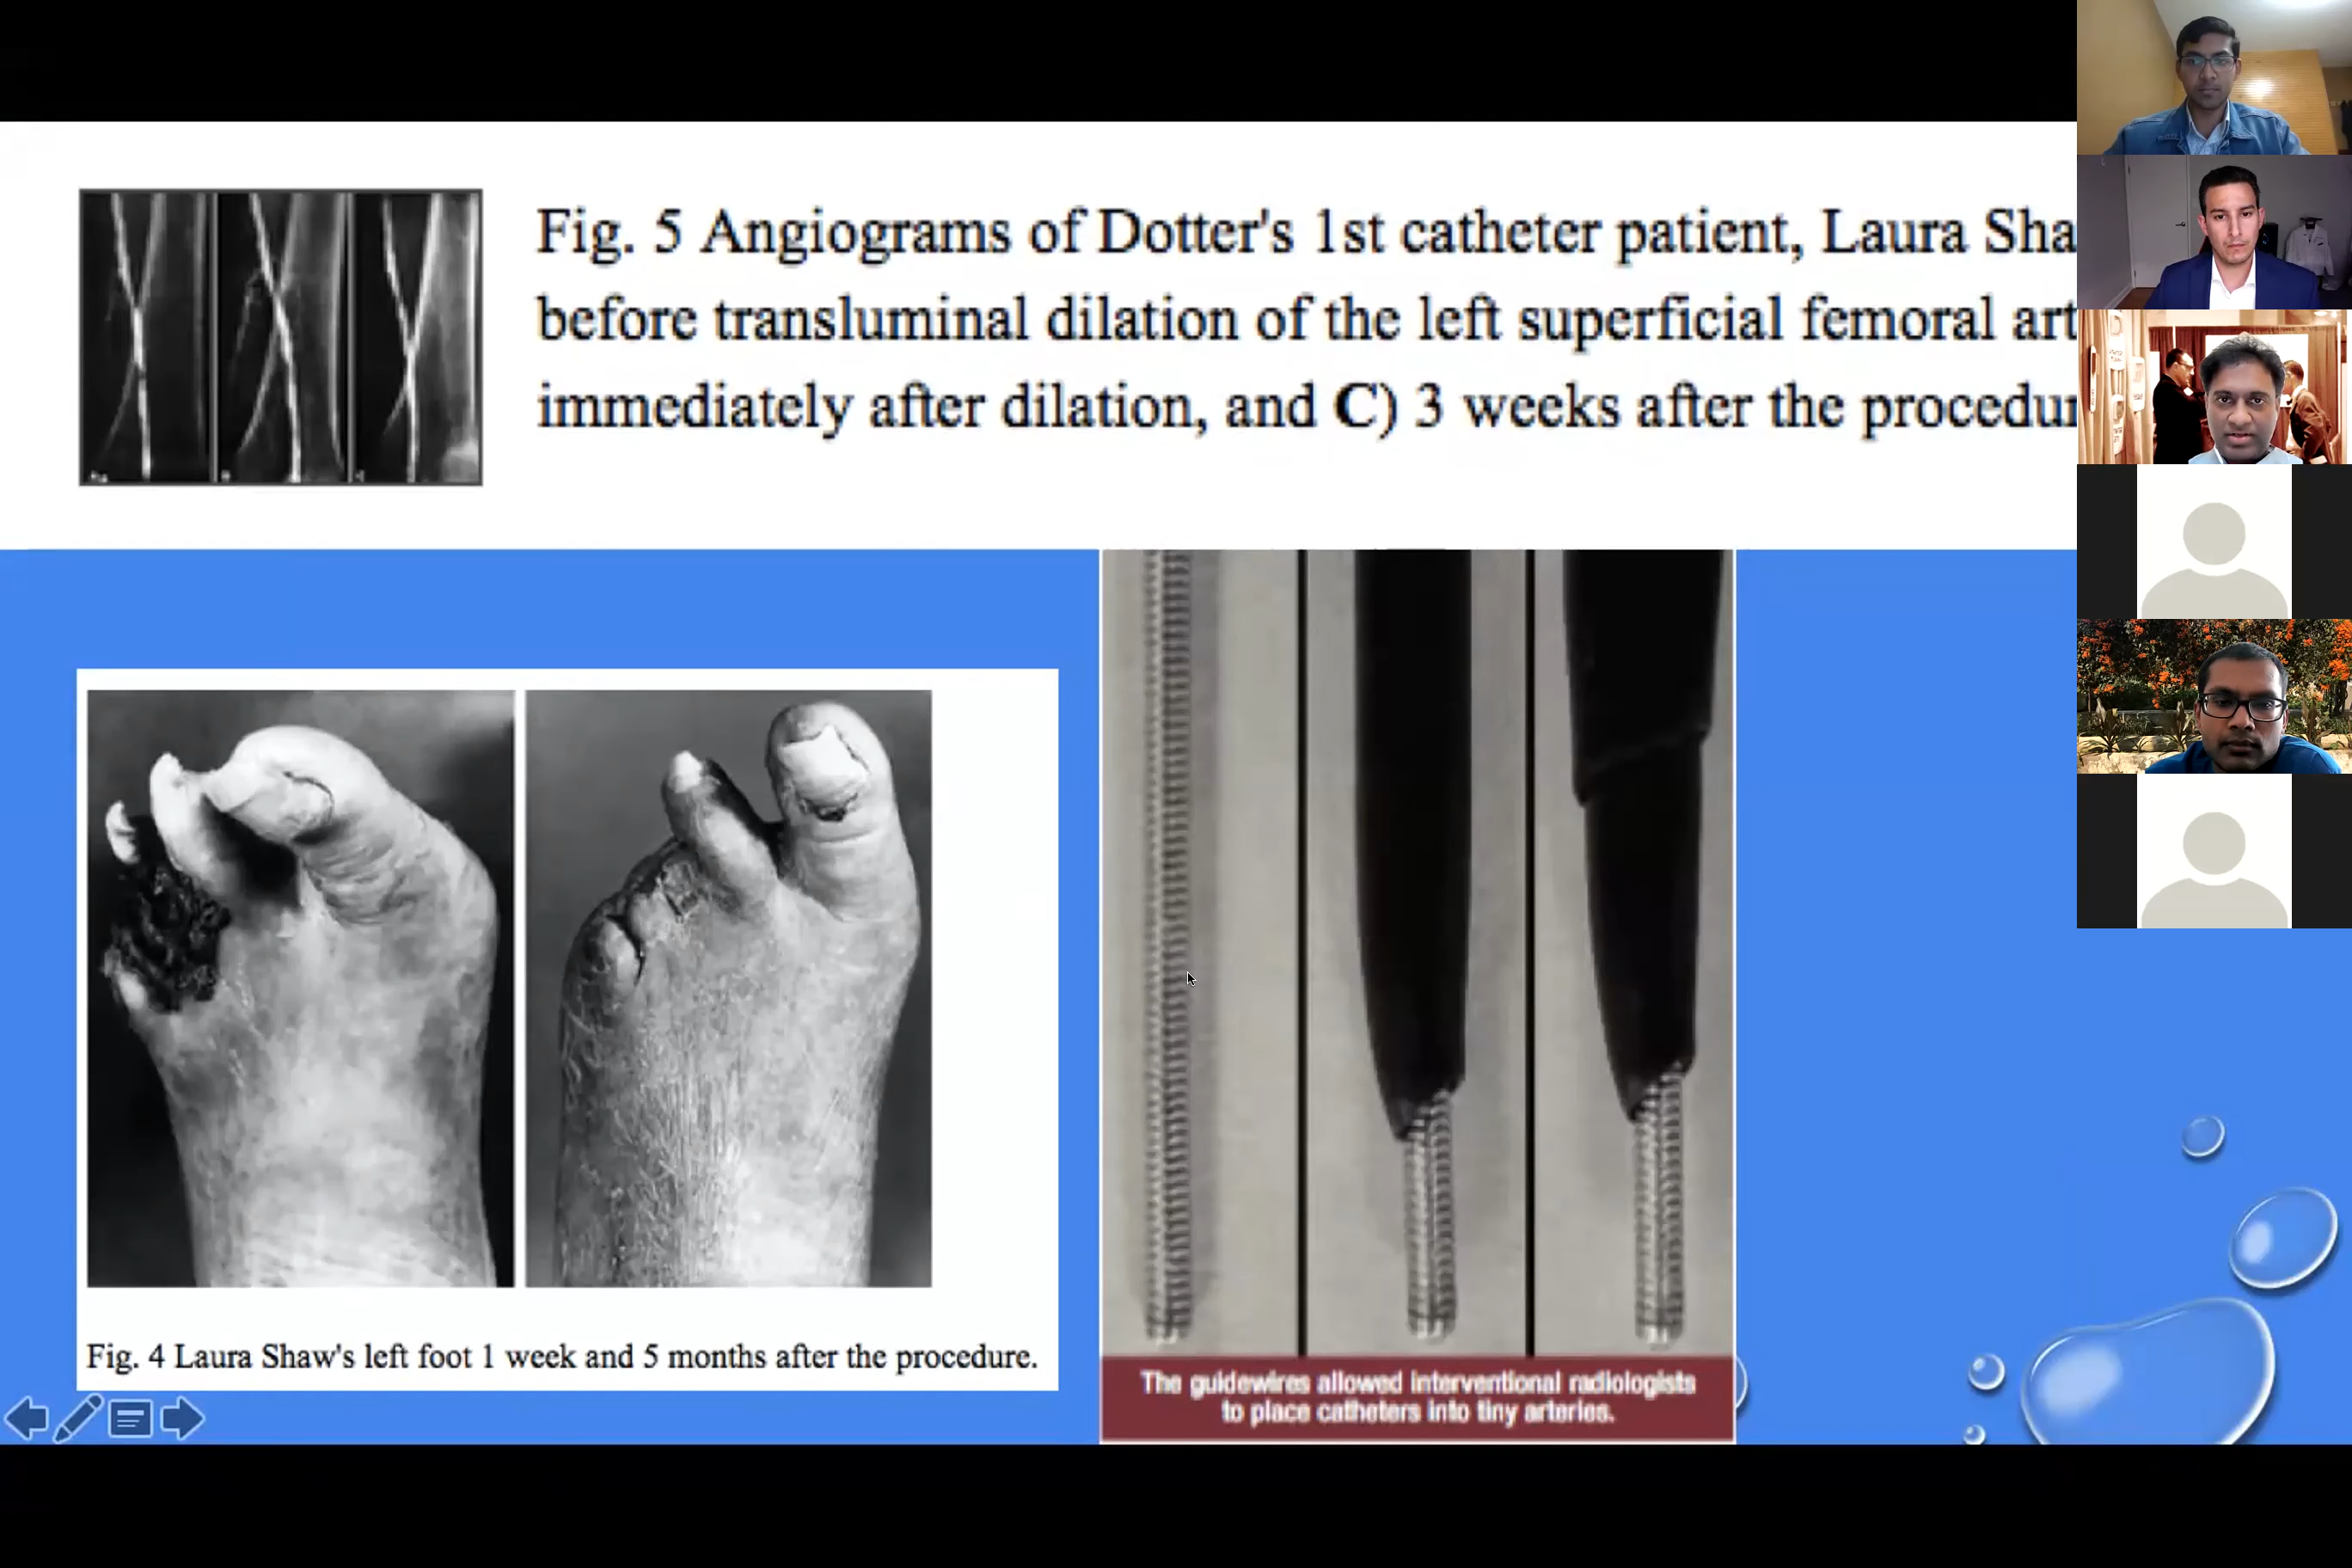 Fig. 5 Angiograms of Dotter's 1st catheter patient, Laura Sha
before transluminal dilation of the left superficial femoral art
immediately after dilation, and C) 3 weeks after the procedur
Fig. 4 Laura Shaw's left foot 1 week and 5 months after the procedure.
The guidewires allowed interventional radiologists
to place catheters into tiny arteries.